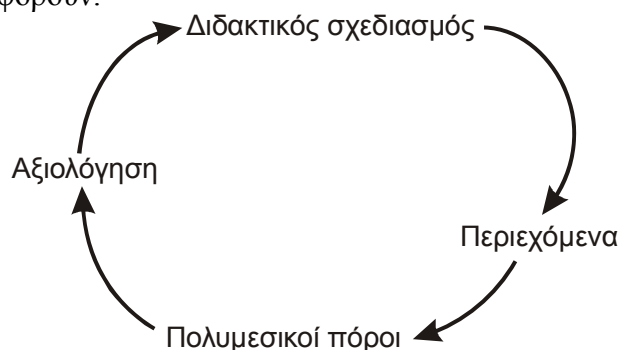 Διδακτικός σχεδιασμός
Αξιολόγηση
Περιεχόμενα
Πολυμεσικοί πόροι